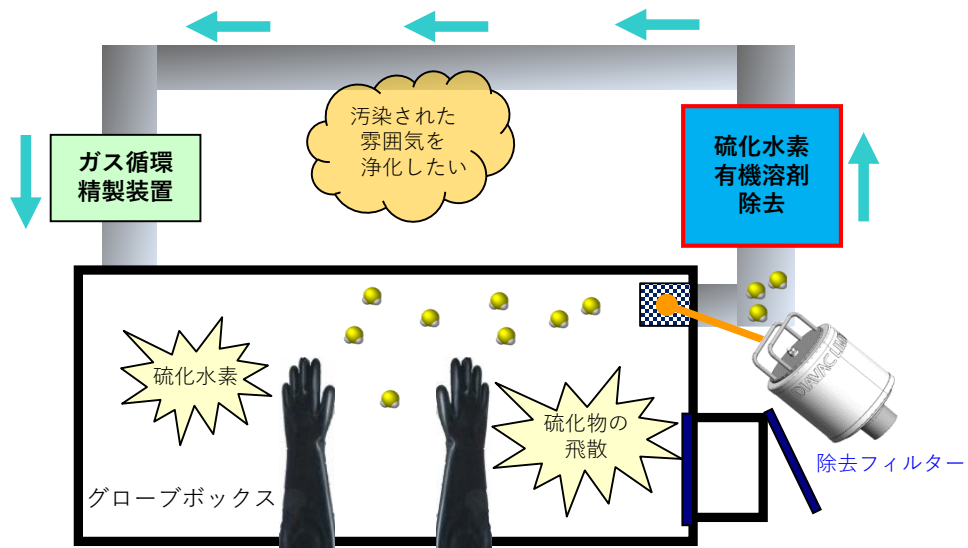 汚染された
雰囲気を
浄化したい
ガス循環
精製装置
硫化水素
有機溶剤
除去
硫化水素
硫化物の
飛散
グローブボックス
除去フィルター